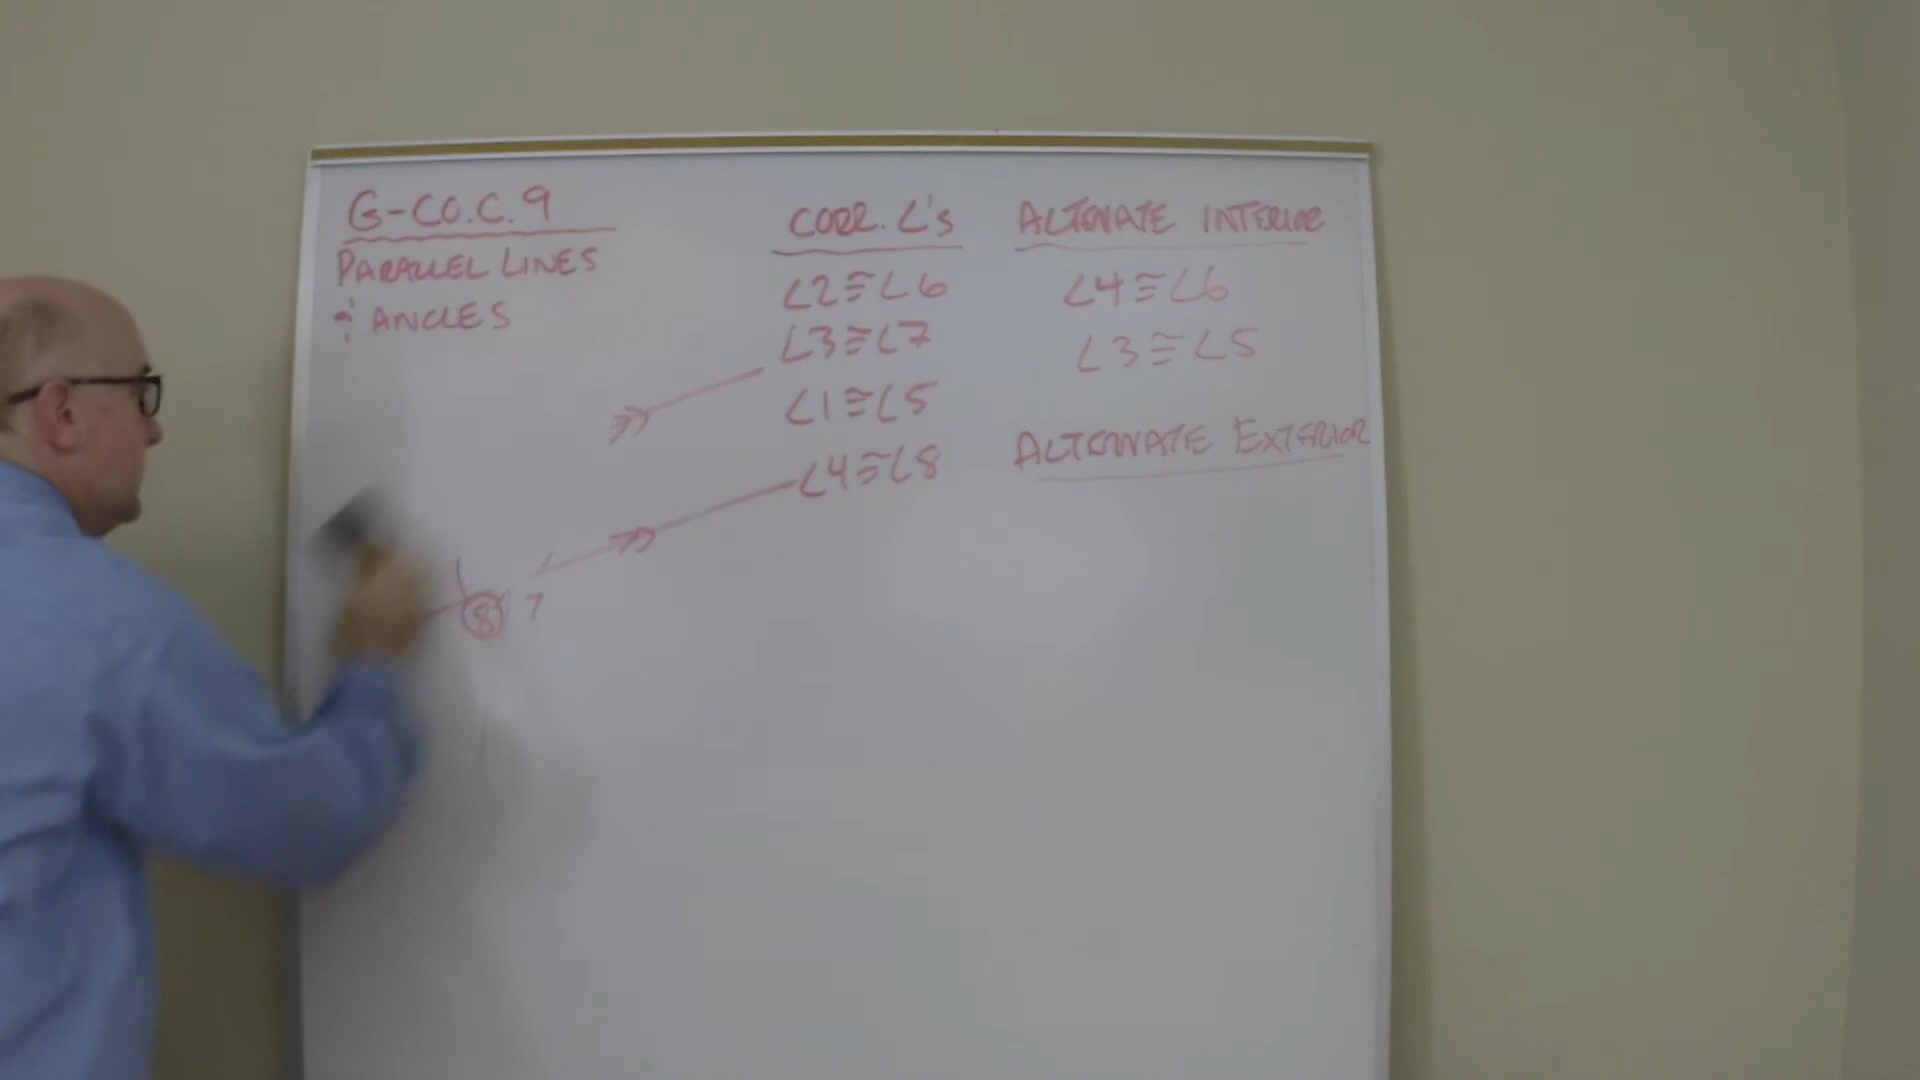 G-CO.C.9
PARALLEL LINES
& ANGLES
CORR. ∠'s
∠2≅∠6
∠3≅∠7
∠1≅∠5
∠4≅∠8
ALTERNATE INTERIOR
∠4≅∠6
∠3≅∠5
ALTERNATE EXTERIOR
8 7